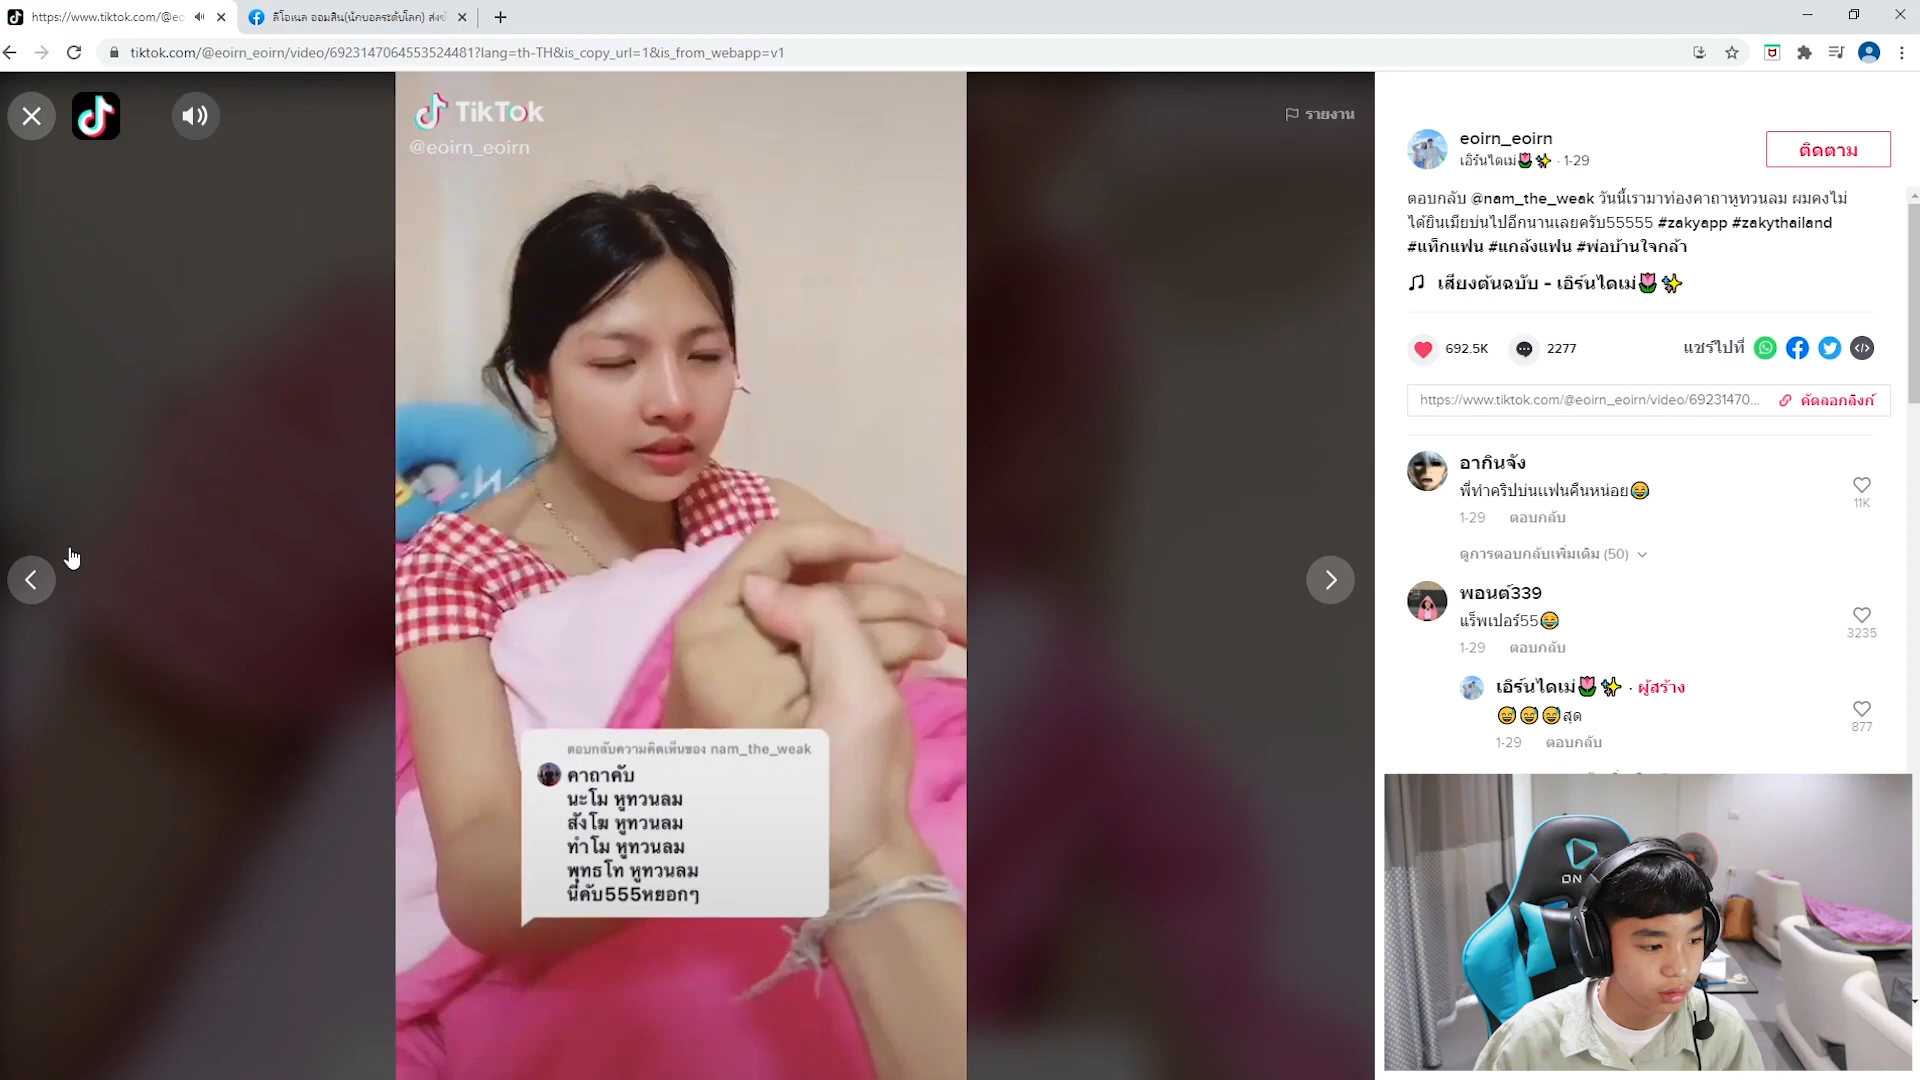 https://www.tiktok.com/@eo
ลีโอเนล ออมสิน(นักบอลระดับโลก) ส่ง
tiktok.com/@eoirn_eoirn/video/6923147064553524481?lang=th-TH&is_copy_url=1&is_from_webapp=v1
TikTok
@eoirn_eoirn
รายงาน
eoirn_eoirn
เอิร์นไดเม่🌷✨ · 1-29
ติดตาม
ตอบกลับ @nam_the_weak วันนี้เรามาท่องคาถาหูทวนลม ผมคงไม่
ได้ยินเมียบ่นไปอีกนานเลยครับ55555 #zakyapp #zakythailand
#แท็กแฟน #แกล้งแฟน #พ่อบ้านใจกล้า
เสียงต้นฉบับ - เอิร์นไดเม่🌷✨
692.5K
2277
แชร์ไปที่
https://www.tiktok.com/@eoirn_eoirn/video/69231470...
คัดลอกลิงก์
อากินจัง
พี่ทำคริปบ่นแฟนคืนหน่อย😂
1-29 ตอบกลับ
11K
ดูการตอบกลับเพิ่มเติม (50)
พอนต์339
แร็พเปอร์55😂
1-29 ตอบกลับ
3235
เอิร์นไดเม่🌷✨ · ผู้สร้าง
😅😅😅สุด
1-29 ตอบกลับ
877
ตอบกลับความคิดเห็นของ nam_the_weak
คาถาคับ
นะโม หูทวนลม
สังโฆ หูทวนลม
ทำโม หูทวนลม
พุทธโท หูทวนลม
นี่คับ555หยอกๆ
ON